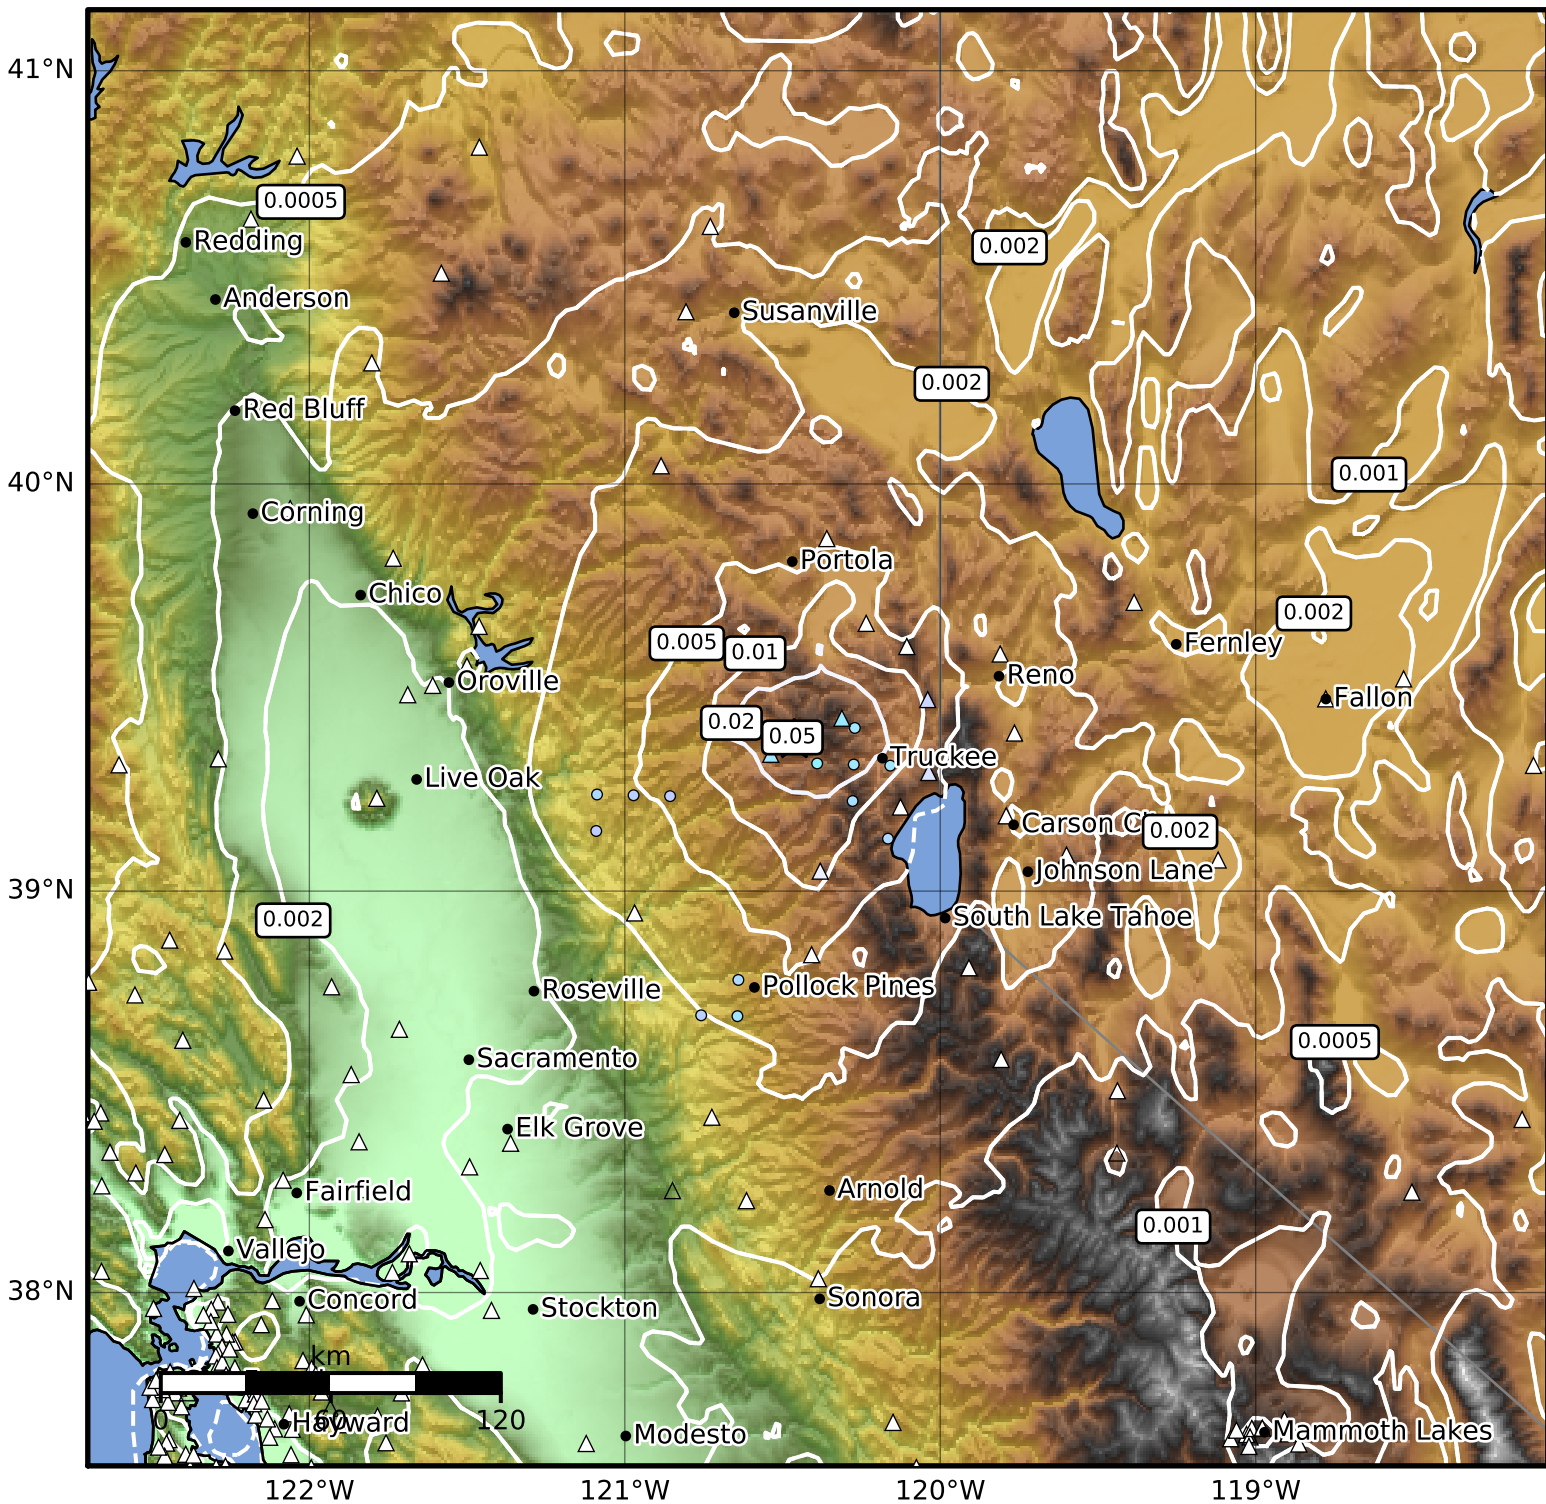 41°N
0.0005
Redding
0.002
Anderson
Susanville
0.002
Red Bluff
0.001
40°N
Corning
Portola
Chico
0.002
0.005
0.01
Fernley
Reno
Oroville
Fallon
0.02
0.05
Truckee
Live Oak
Carson C
0.002
Johnson Lane
39°N
0.002
South Lake Tahoe
Pollock Pines
Roseville
0.0005
Sacramento
Elk Grove
Fairfield
Arnold
0.001
Vallejo
38°N
Concord
Sonora
Stockton
km
0
60
120
Hayward
Modesto
Mammoth Lakes
122°W
121°W
120°W
119°W